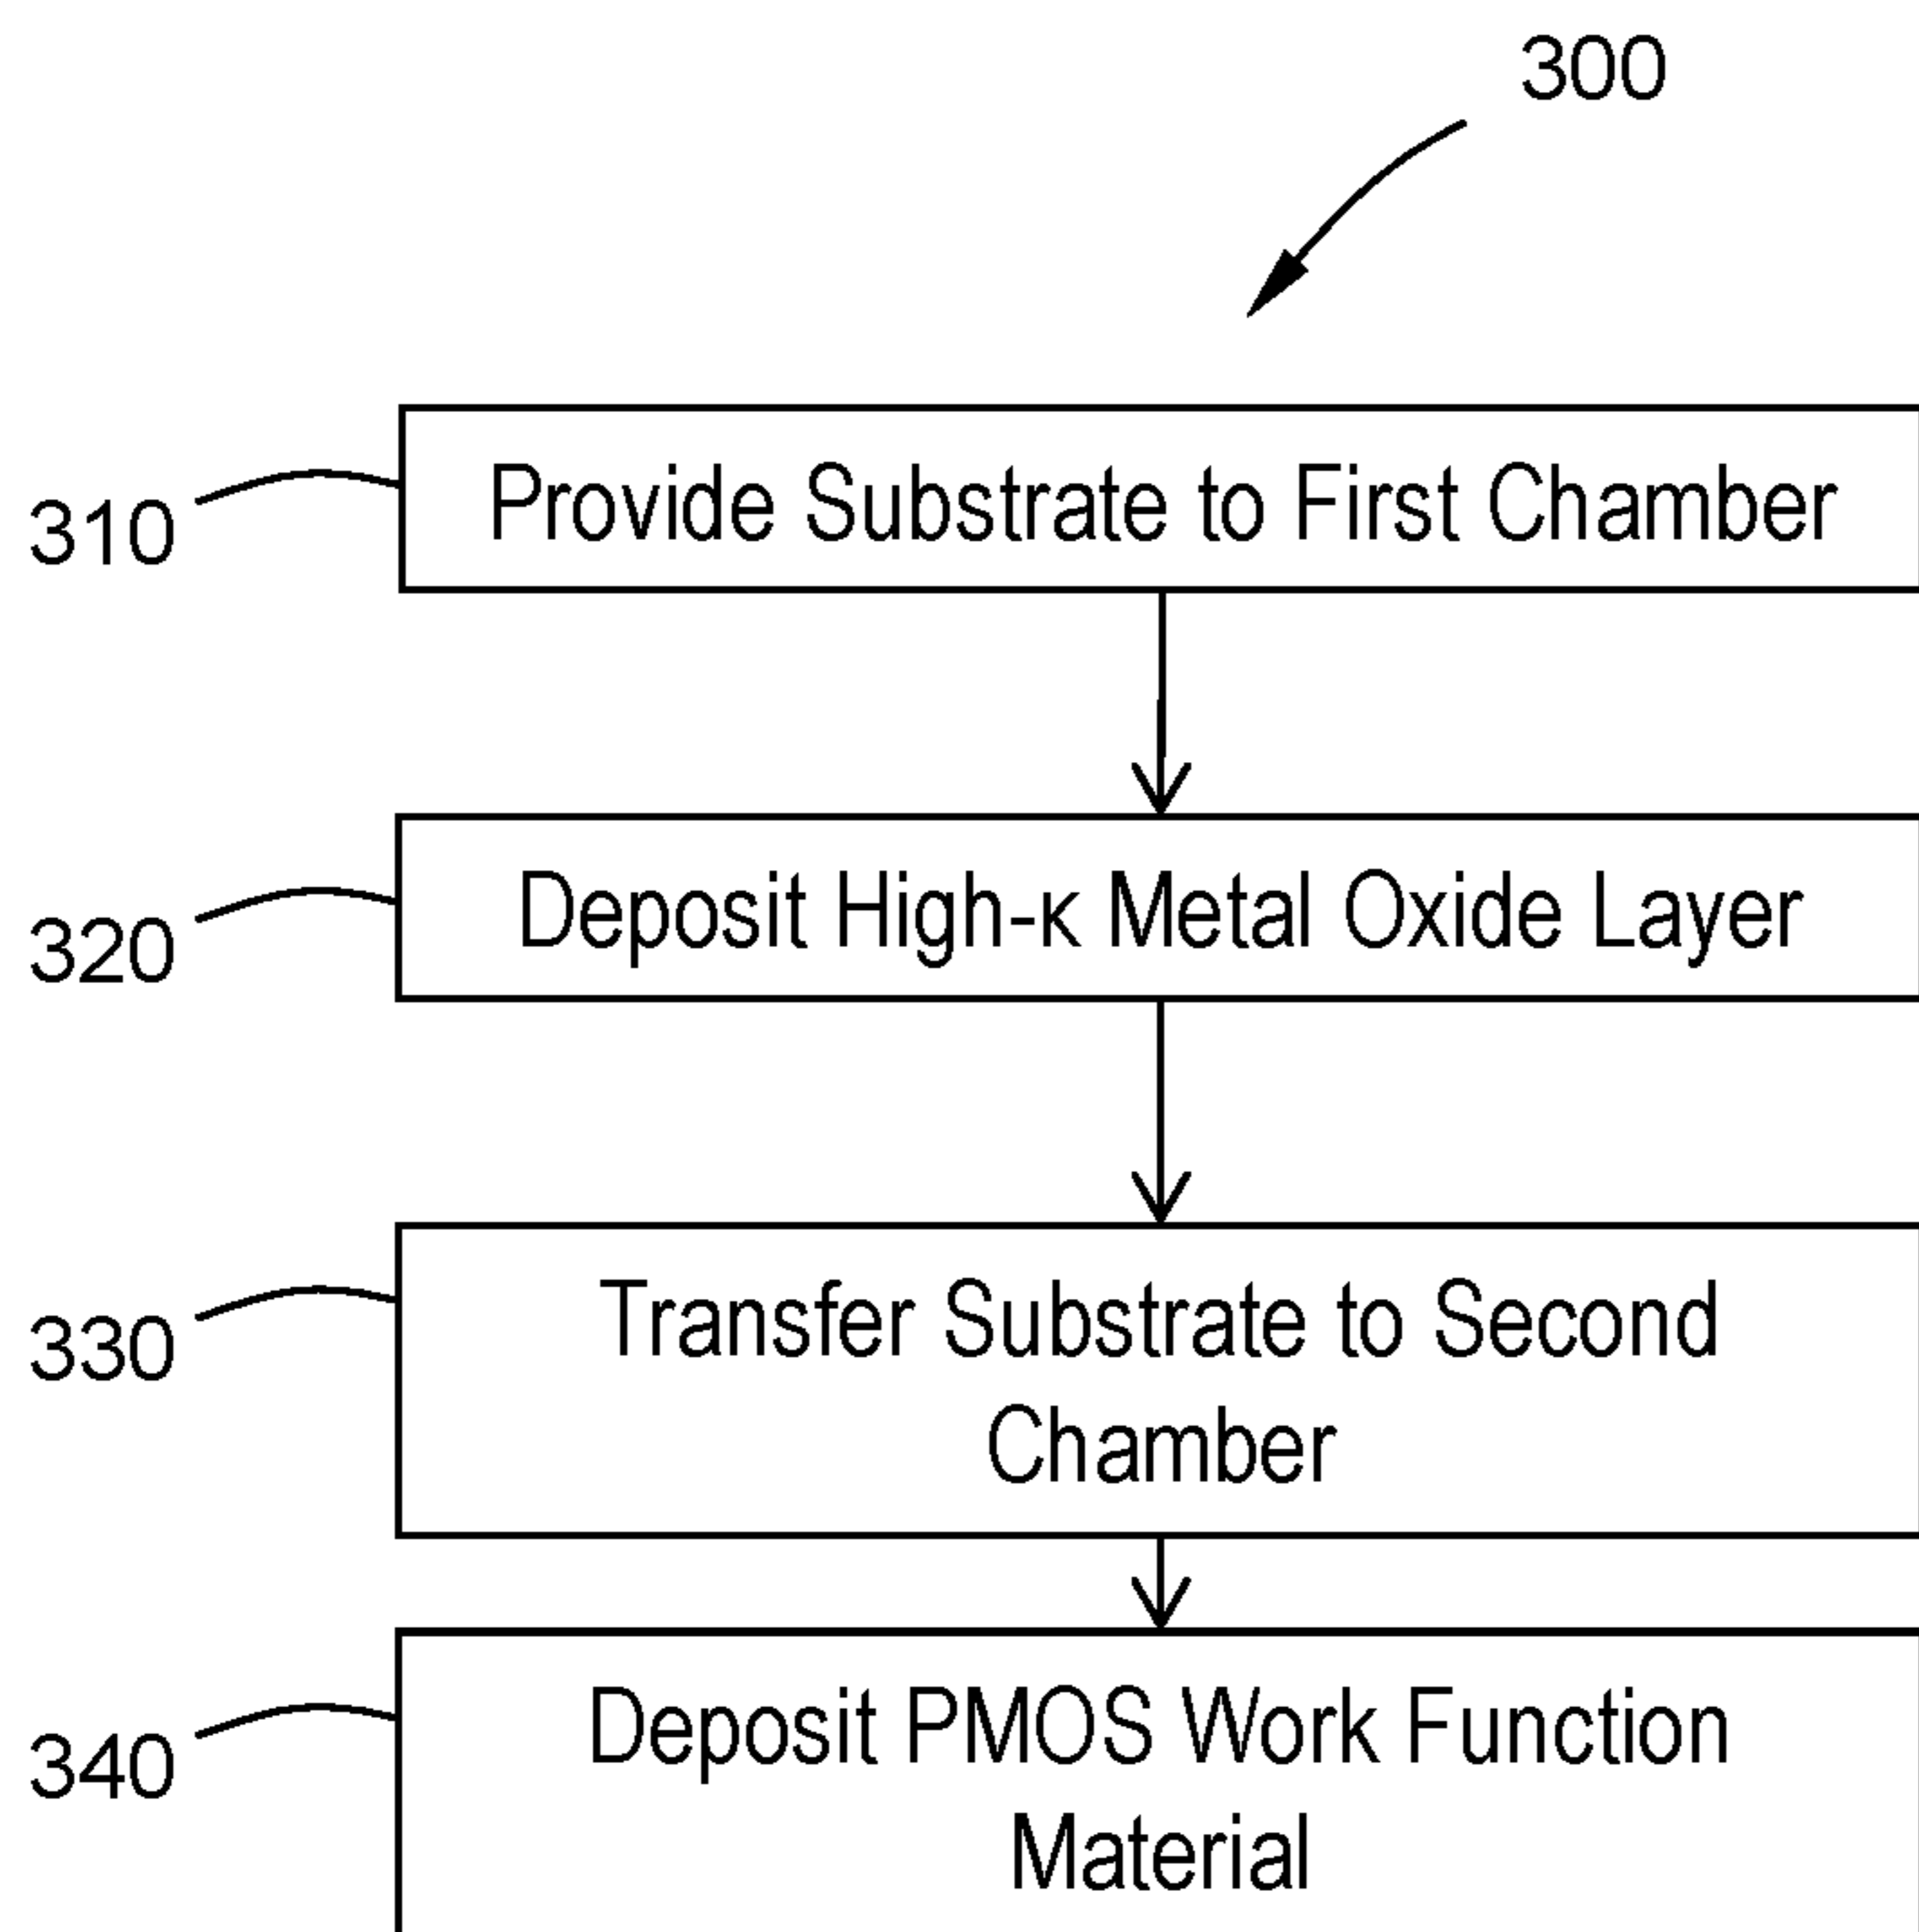 300
310
Provide Substrate to First Chamber
320
Deposit High-κ Metal Oxide Layer
330
Transfer Substrate to Second
Chamber
340
Deposit PMOS Work Function
Material